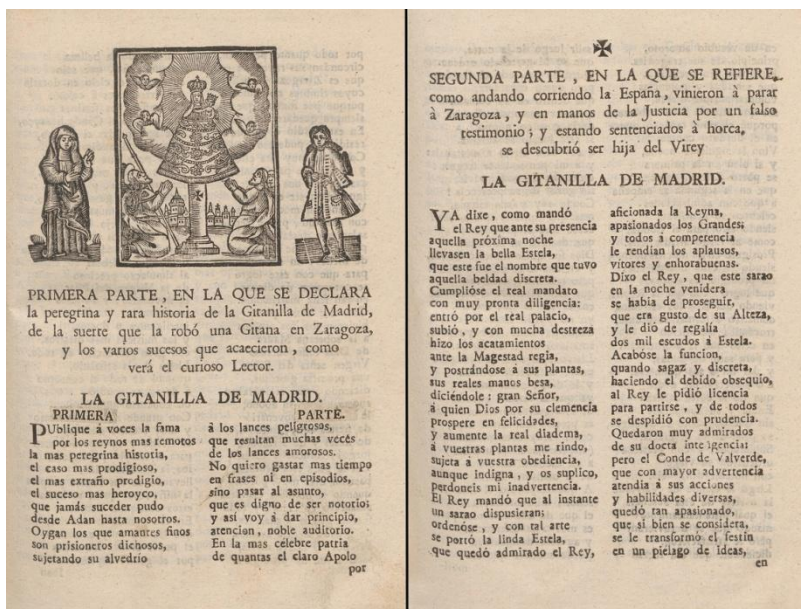 PRIMERA PARTE, EN LA QUE SE DECLARA
la peregrina y rara historia de la Gitanilla de Madrid,
de la suerte que la robó una Gitana en Zaragoza,
y los varios sucesos que acaecieron, como
verá el curioso Lector.
LA GITANILLA DE MADRID.
PRIMERA PARTE.
PUblique á voces la fama
por los reynos mas remotos
la mas peregrina historia,
el caso mas prodigioso,
el mas extraño prodigio,
el suceso mas heroyco,
que jamás suceder pudo
desde Adan hasta nosotros.
Oygan los que amantes finos
son prisioneros dichosos,
sujetando su alvedrio
á los lances peligrosos,
que resultan muchas veces
de los lances amorosos.
No quiero gastar mas tiempo
en frases ni en episodios,
sino pasar al asunto,
que es digno de ser notorio;
y asi voy á dar principio,
atencion, noble auditorio.
En la mas célebre patria
de quantas el claro Apolo
por
SEGUNDA PARTE, EN LA QUE SE REFIERE,
como andando corriendo la España, vinieron à parar
à Zaragoza, y en manos de la Justicia por un falso
testimonio; y estando sentenciados à horca,
se descubrió ser hija del Virey
LA GITANILLA DE MADRID.
YA dixe, como mandó
el Rey que ante su presencia
aquella próxima noche
llevasen la bella Estela,
que este fue el nombre que tuvo
aquella beldad discreta.
Cumplióse el real mandato
con muy pronta diligencia:
entró por el real palacio,
subió, y con mucha destreza
hizo los acatamientos
ante la Magestad regia,
y postrándose á sus plantas,
sus reales manos besa,
diciéndole: gran Señor,
á quien Dios por su clemencia
prospere en felicidades,
y aumente la real diadema,
á vuestras plantas me rindo,
sujeta á vuestra obediencia,
aunque indigna, y os suplico,
perdoneis mi inadvertencia.
El Rey mandó que al instante
un sarao dispusieran;
ordenóse, y con tal arte
se portó la linda Estela,
que quedó admirado el Rey,
aficionada la Reyna,
apasionados los Grandes;
y todos á competencia
le rendian los aplausos,
vitores y enhorabuenas.
Dixo el Rey, que este sarao
en la noche venidera
se habia de proseguir,
que era gusto de su Alteza,
y le dió de regalía
dos mil escudos á Estela.
Acabóse la funcion,
quando sagaz y discreta,
haciendo el debido obsequio,
al Rey le pidió licencia
para partirse, y de todos
se despidió con prudencia.
Quedaron muy admirados
de su docta inteligencia;
pero el Conde de Valverde,
que con mayor advertencia
atendia á sus acciones
y habilidades diversas,
quedó tan apasionado,
que si bien se considera,
se le transformó el festin
en un pielago de ideas,
en